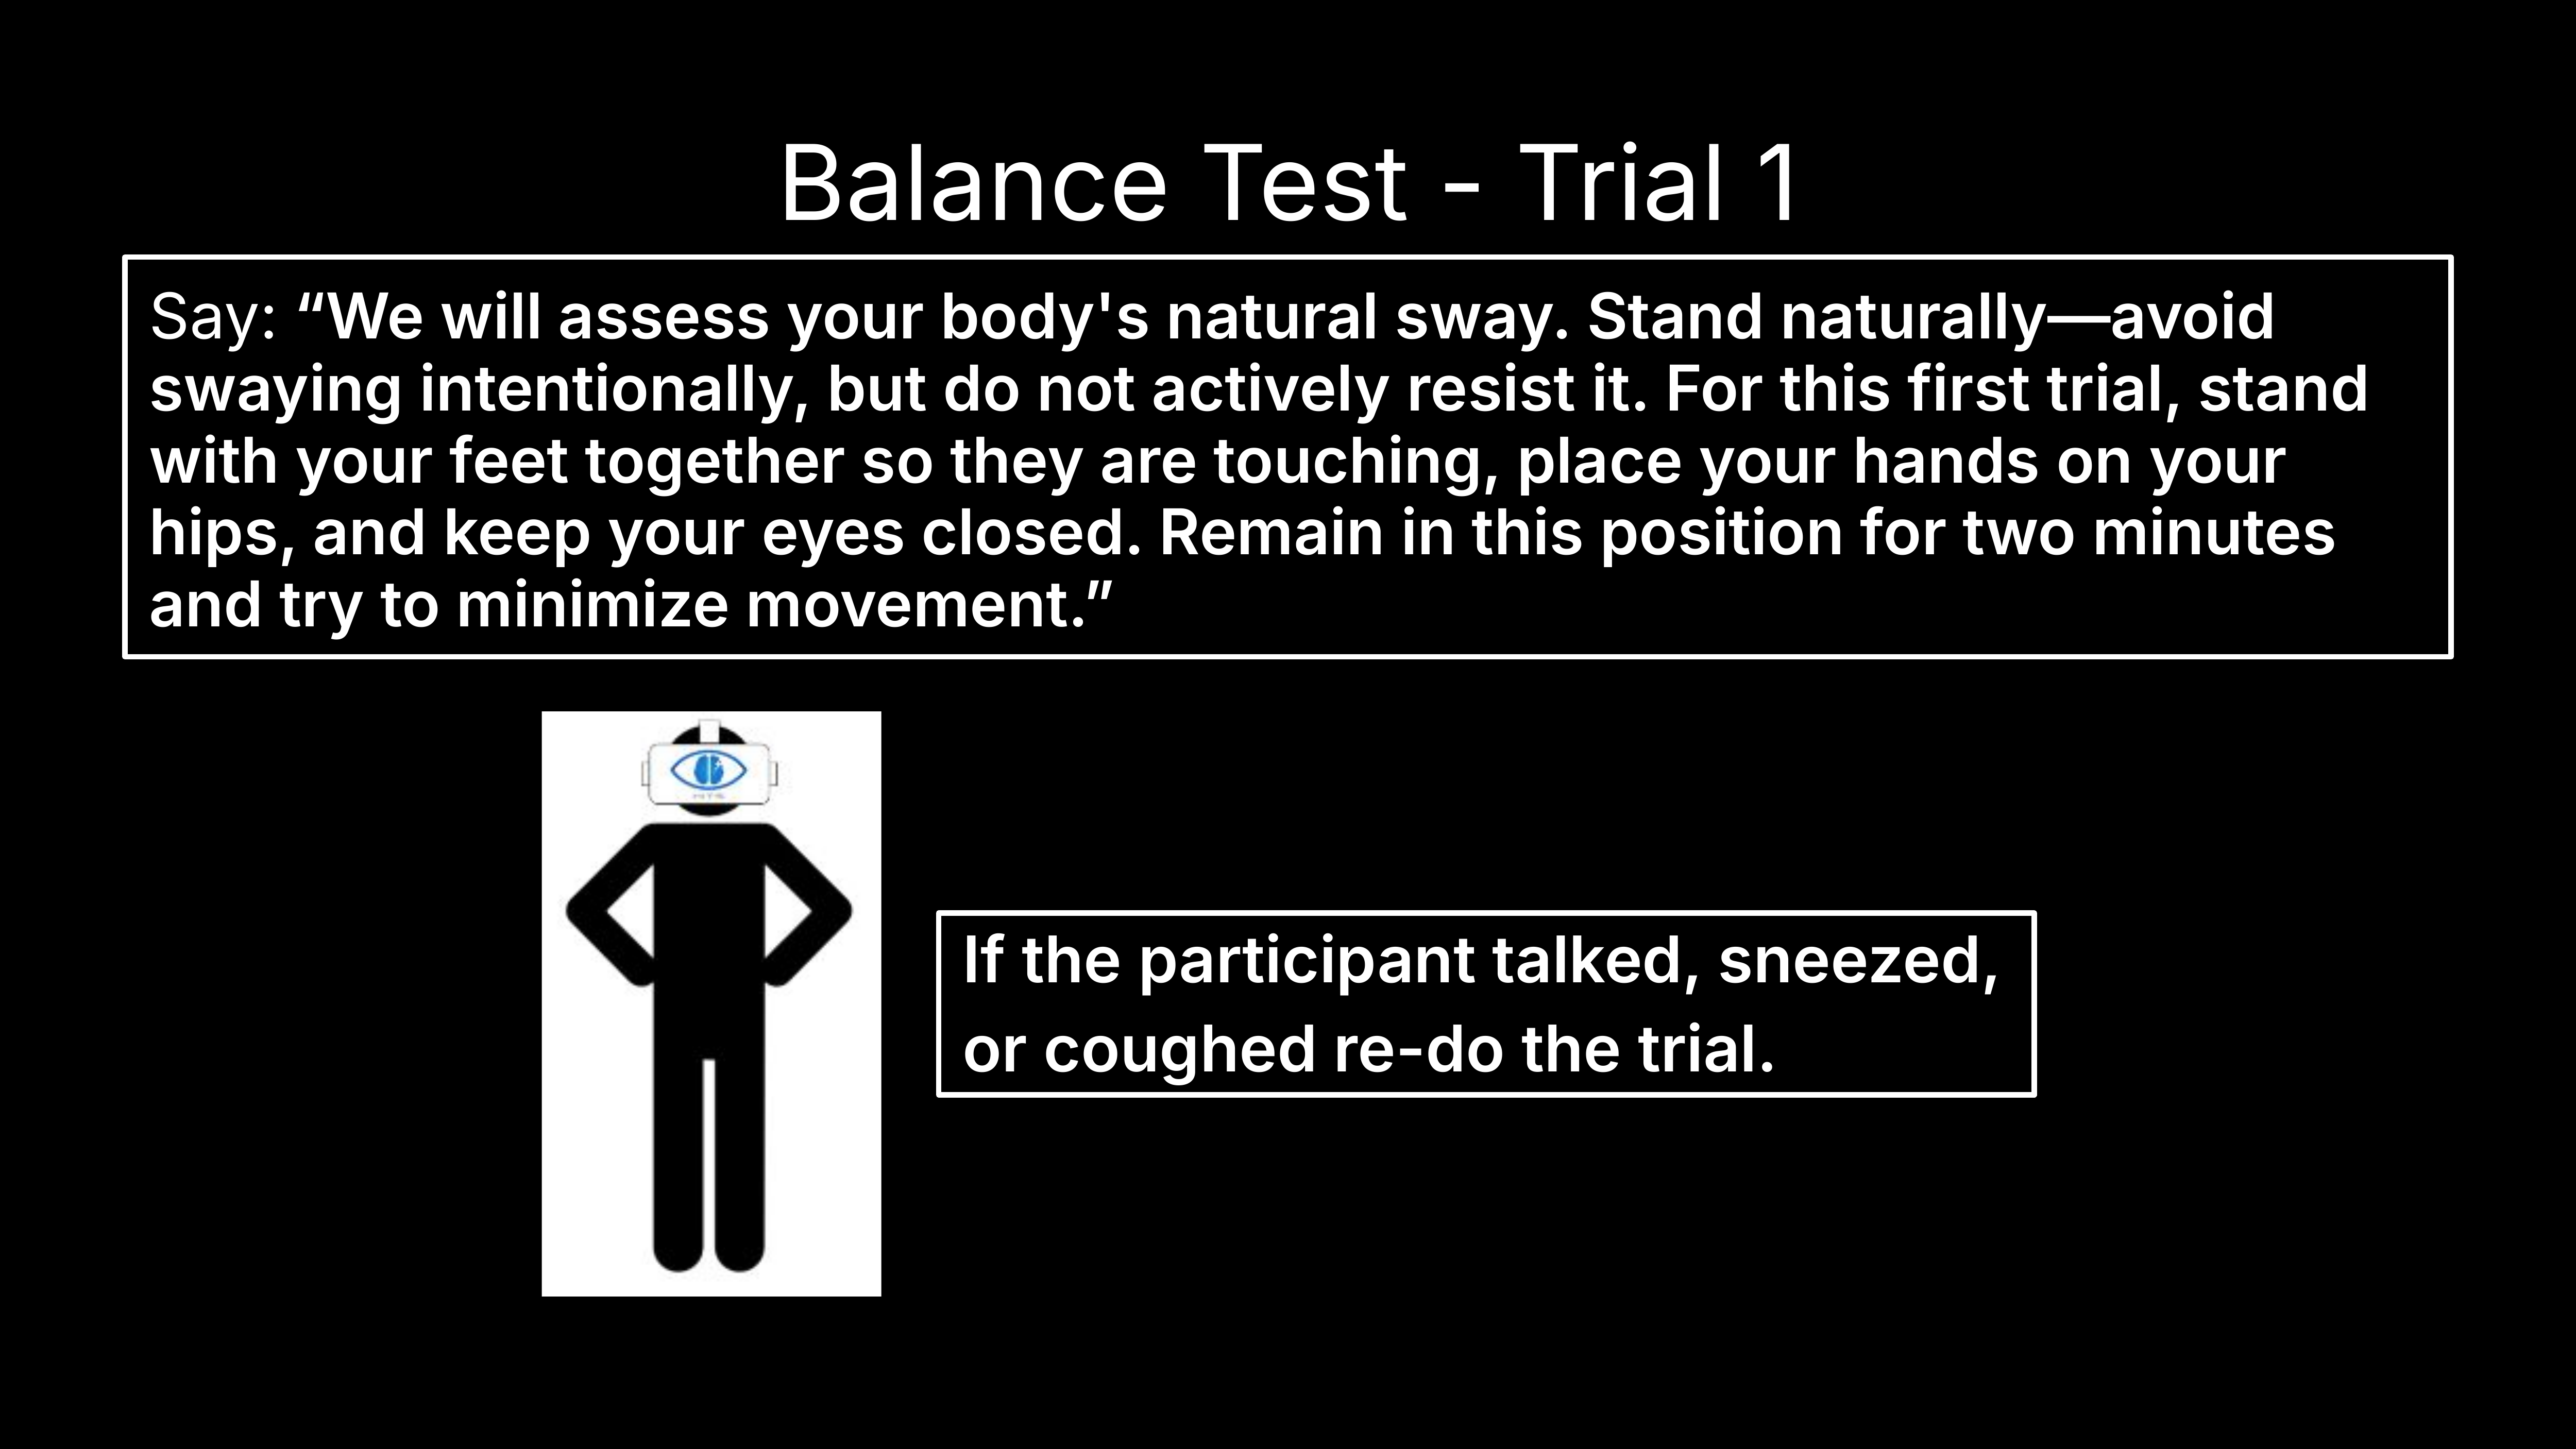 Balance Test - Trial 1
Say: “We will assess your body's natural sway. Stand naturally—avoid
swaying intentionally, but do not actively resist it. For this first trial, stand
with your feet together so they are touching, place your hands on your
hips, and keep your eyes closed. Remain in this position for two minutes
and try to minimize movement.”
If the participant talked, sneezed,
or coughed re-do the trial.